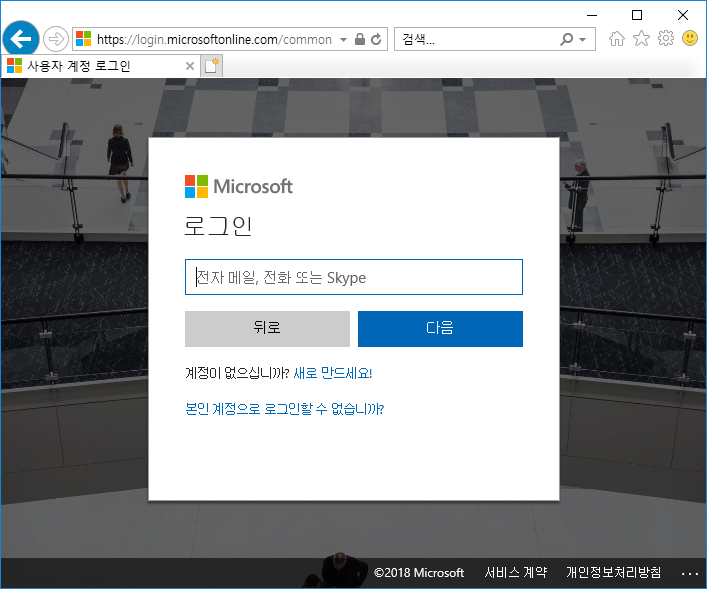 https://login.microsoftonline.com/common
검색...
사용자 계정 로그인
Microsoft
로그인
전자 메일, 전화 또는 Skype
뒤로
다음
계정이 없으십니까? 새로 만드세요!
본인 계정으로 로그인할 수 없습니까?
©2018 Microsoft 서비스 계약 개인정보처리방침 ...